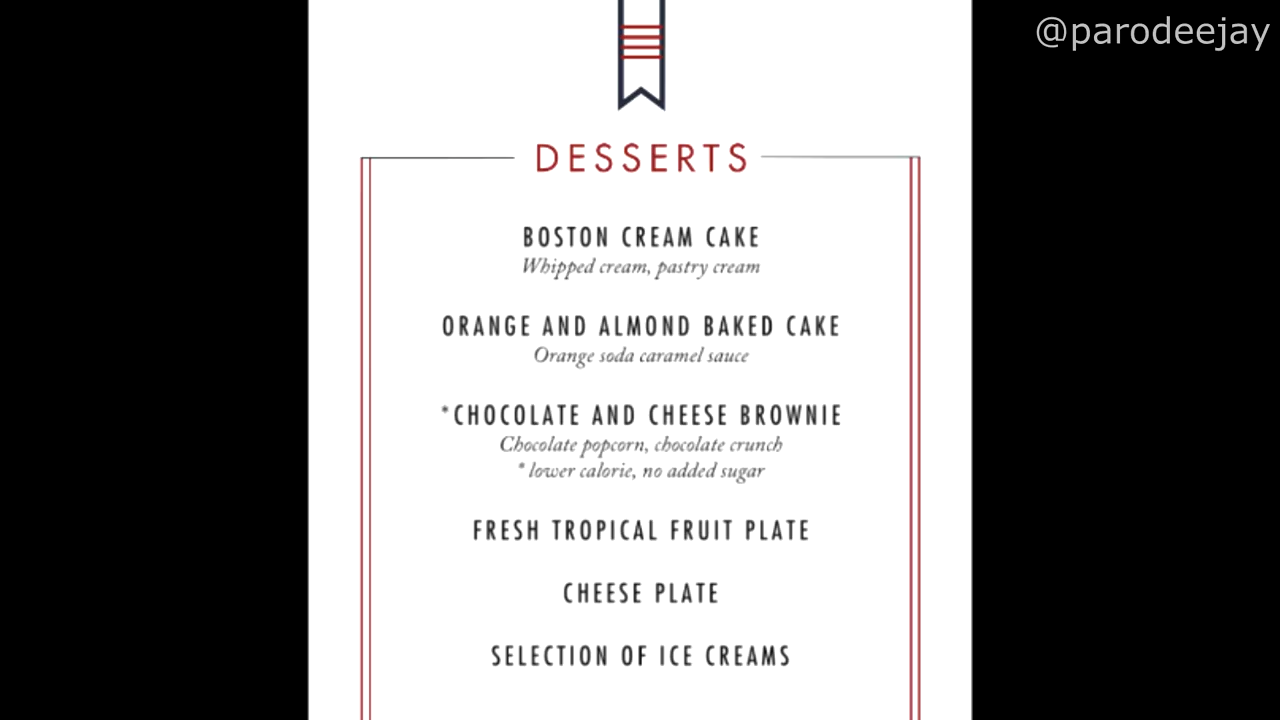 @parodeejay
DESSERTS
BOSTON CREAM CAKE
Whipped cream, pastry cream
ORANGE AND ALMOND BAKED CAKE
Orange soda caramel sauce
*CHOCOLATE AND CHEESE BROWNIE
Chocolate popcorn, chocolate crunch
* lower calorie, no added sugar
FRESH TROPICAL FRUIT PLATE
CHEESE PLATE
SELECTION OF ICE CREAMS